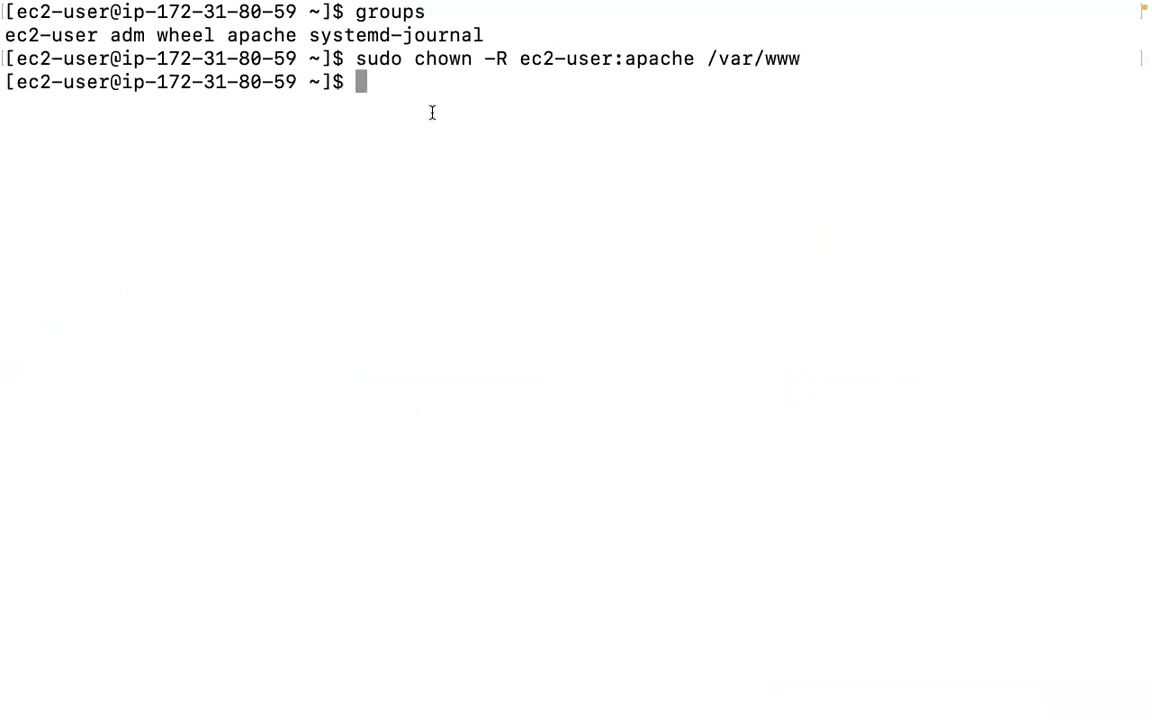 [ec2-user@ip-172-31-80-59 ~]$ groups
ec2-user adm wheel apache systemd-journal
[ec2-user@ip-172-31-80-59 ~]$ sudo chown -R ec2-user:apache /var/www
[ec2-user@ip-172-31-80-59 ~]$